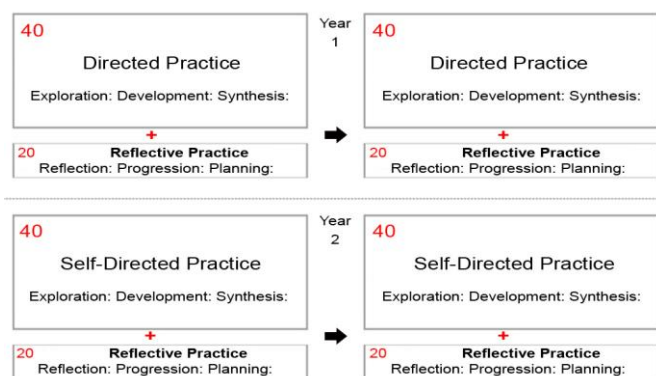 40
Directed Practice
Exploration: Development: Synthesis:
+
20 Reflective Practice
Reflection: Progression: Planning:
Year
1
40
Directed Practice
Exploration: Development: Synthesis:
+
20 Reflective Practice
Reflection: Progression: Planning:
40
Self-Directed Practice
Exploration: Development: Synthesis:
+
20 Reflective Practice
Reflection: Progression: Planning:
Year
2
40
Self-Directed Practice
Exploration: Development: Synthesis:
+
20 Reflective Practice
Reflection: Progression: Planning: